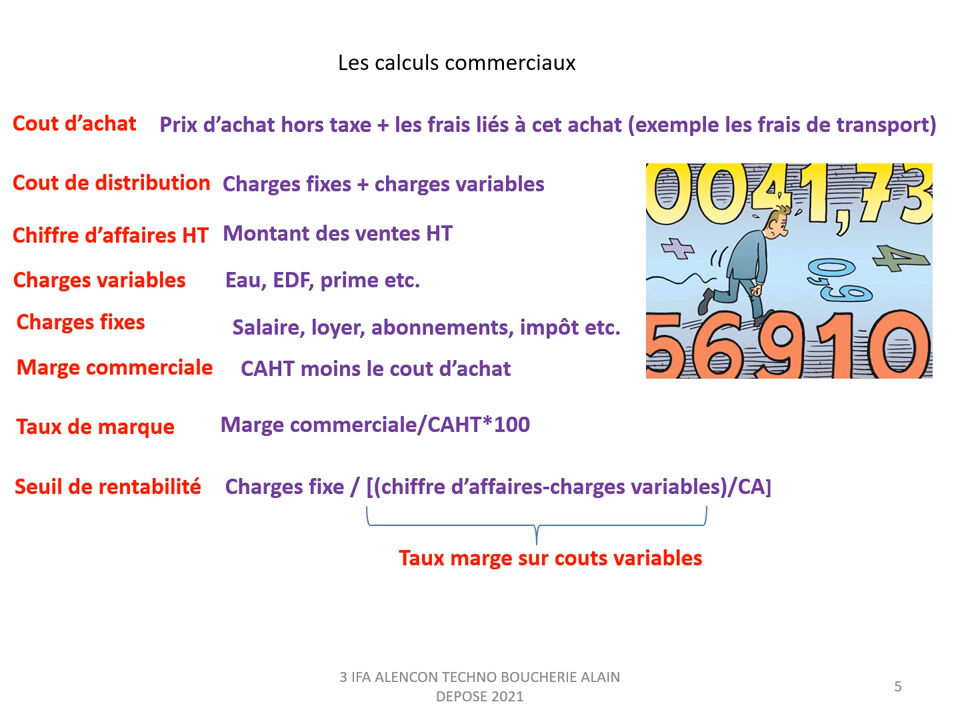 Les calculs commerciaux
Cout d’achat Prix d’achat hors taxe + les frais liés à cet achat (exemple les frais de transport)
Cout de distribution Charges fixes + charges variables
Chiffre d’affaires HT Montant des ventes HT
Charges variables Eau, EDF, prime etc.
Charges fixes Salaire, loyer, abonnements, impôt etc.
Marge commerciale CAHT moins le cout d’achat
Taux de marque Marge commerciale/CAHT*100
Seuil de rentabilité Charges fixe / [(chiffre d’affaires-charges variables)/CA]
Taux marge sur couts variables
0041,73
+
4
56910
3 IFA ALENCON TECHNO BOUCHERIE ALAIN
DEPOSE 2021
5